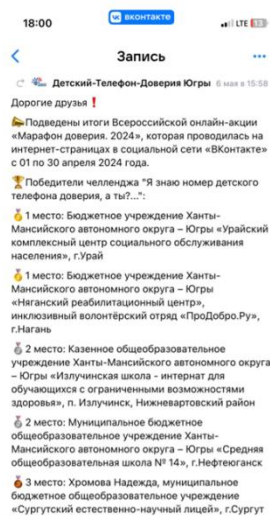 18:00
вконтакте
LTE 13
Запись
Детский-Телефон-Доверия Югры 6 мая в 15:58
Дорогие друзья❗
📣Подведены итоги Всероссийской онлайн-акции
«Марафон доверия. 2024», которая проводилась на
интернет-страницах в социальной сети «ВКонтакте»
с 01 по 30 апреля 2024 года.
🏆Победители челленджа "Я знаю номер детского
телефона доверия, а ты?...":
🥇1 место: Бюджетное учреждение Ханты-
Мансийского автономного округа – Югры «Урайский
комплексный центр социального обслуживания
населения», г.Урай
🥇1 место: Бюджетное учреждение Ханты-
Мансийского автономного округа – Югры
«Няганский реабилитационный центр»,
инклюзивный волонтёрский отряд «ПроДобро.Ру»,
г.Нагань
🥈2 место: Казенное общеобразовательное
учреждение Ханты-Мансийского автономного округа
– Югры «Излучинская школа - интернат для
обучающихся с ограниченными возможностями
здоровья», п. Излучинск, Нижневартовский район
🥈2 место: Муниципальное бюджетное
общеобразовательное учреждение Ханты-
Мансийского автономного округа – Югры «Средняя
общеобразовательная школа № 14», г.Нефтеюганск
🥉3 место: Хромова Надежда, муниципальное
бюджетное общеобразовательное учреждение
«Сургутский естественно-научный лицей», г.Сургут